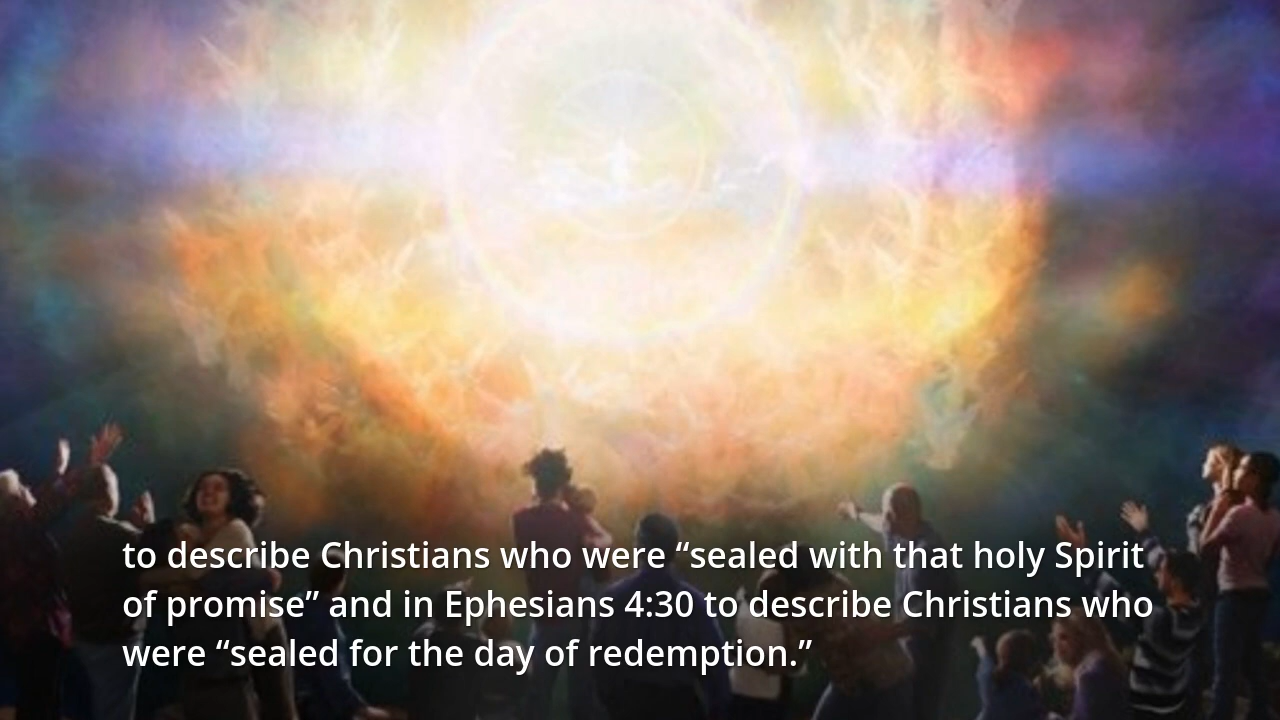 to describe Christians who were “sealed with that holy Spirit
of promise” and in Ephesians 4:30 to describe Christians who
were “sealed for the day of redemption.”